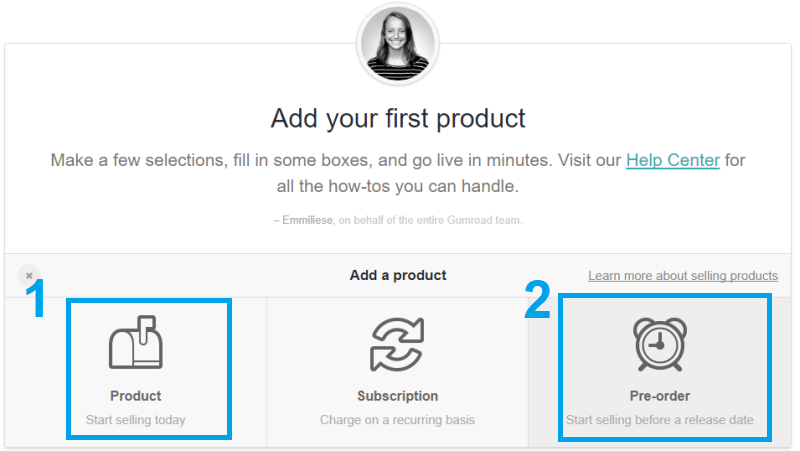 Add your first product
Make a few selections, fill in some boxes, and go live in minutes. Visit our Help Center for
all the how-tos you can handle.
– Emmiliese, on behalf of the entire Gumroad team.
Add a product
Learn more about selling products
1
2
Product
Subscription
Pre-order
Start selling today
Charge on a recurring basis
Start selling before a release date